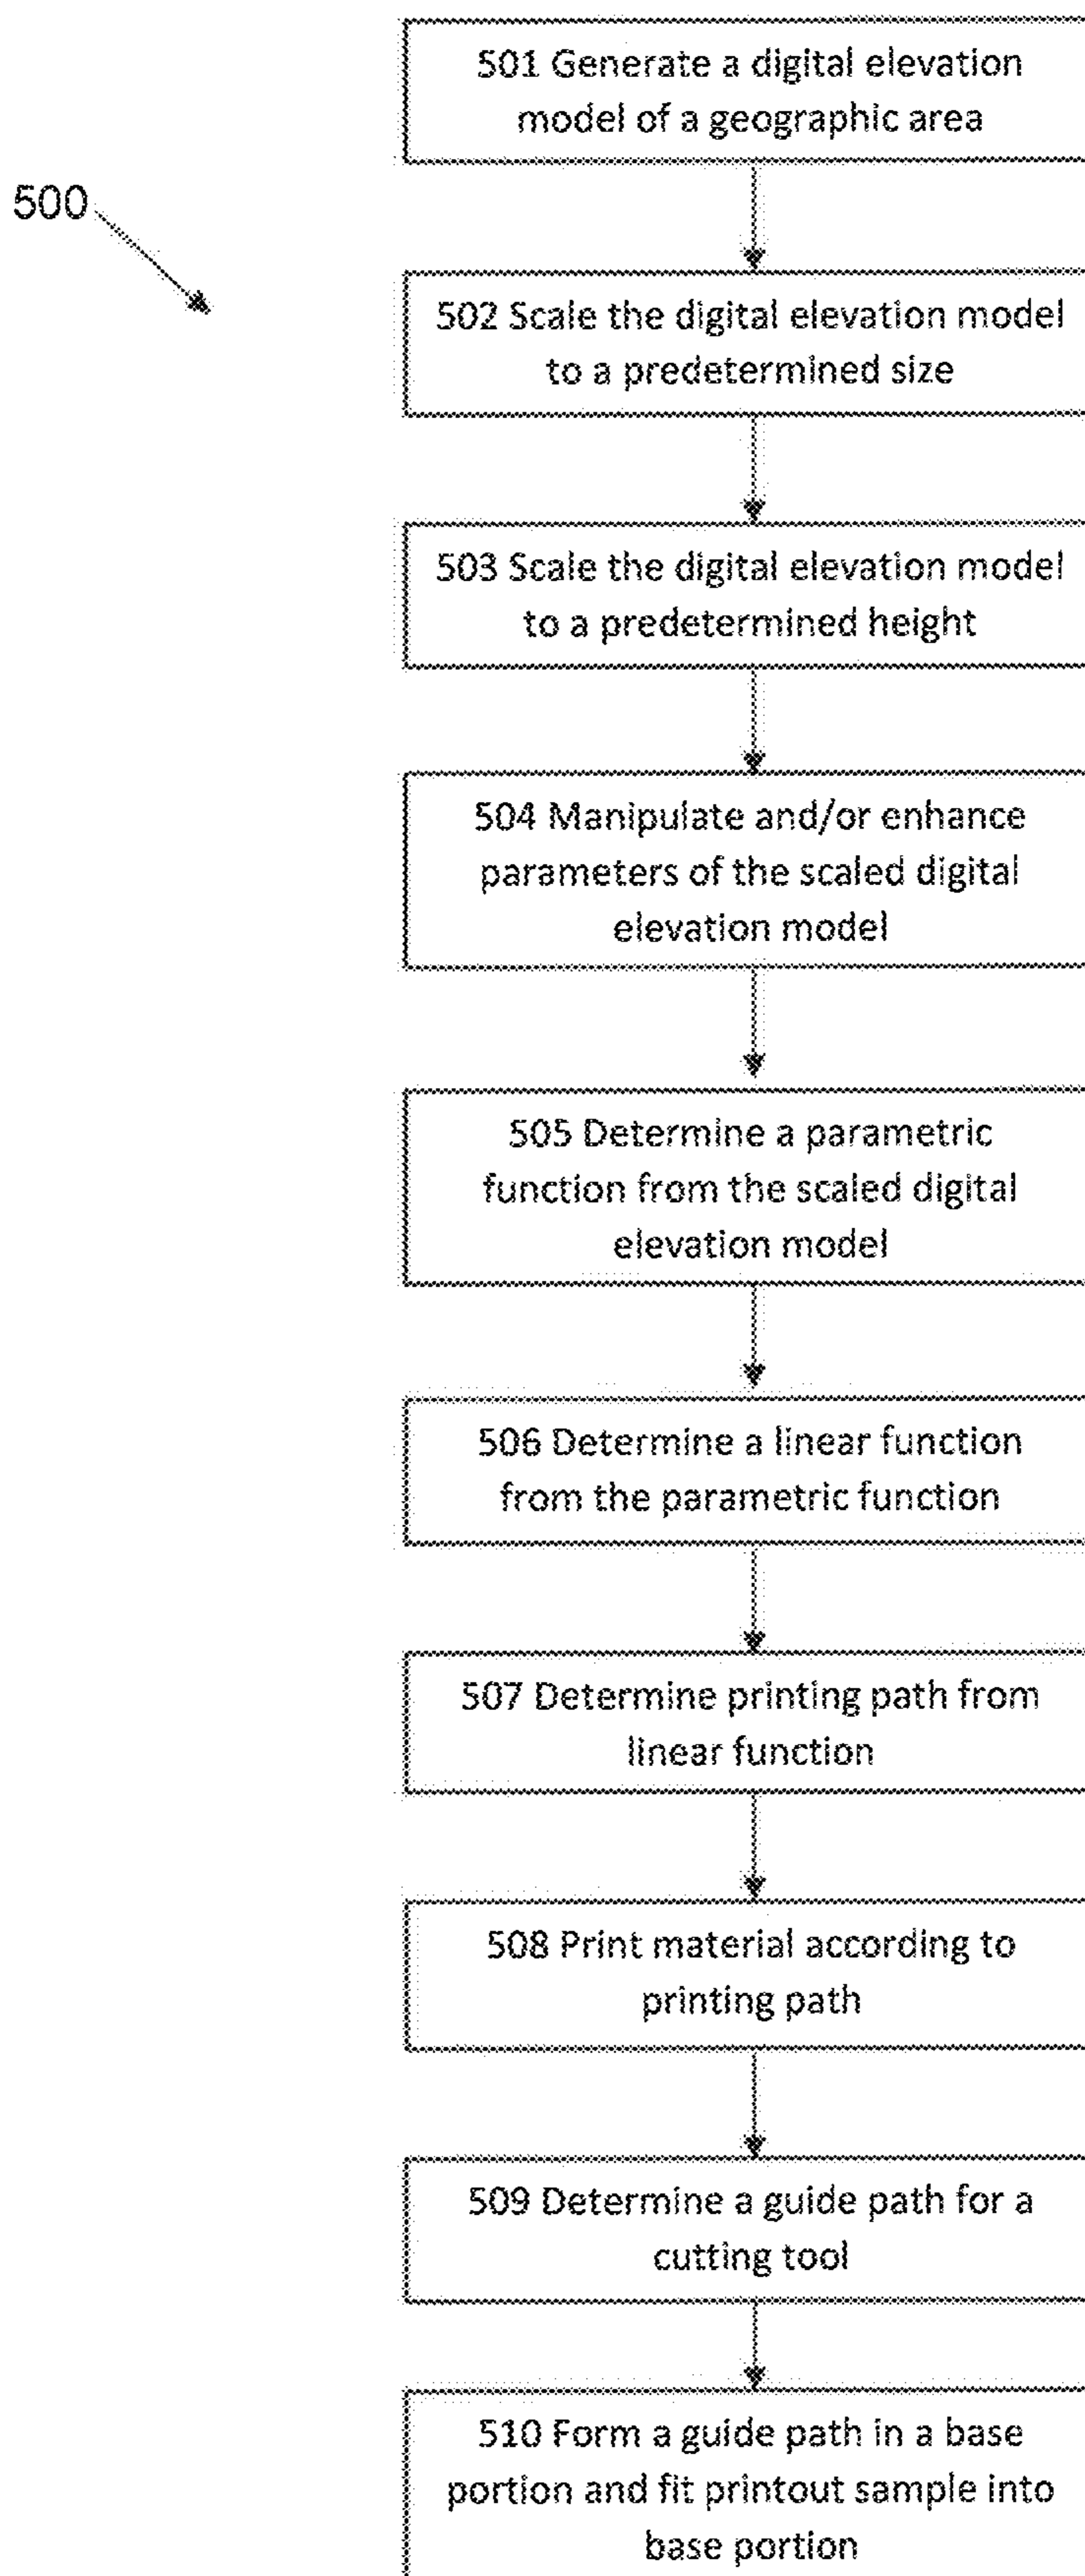 501 Generate a digital elevation
model of a geographic area
500
502 Scale the digital elevation model
to a predetermined size
503 Scale the digital elevation model
to a predetermined height
504 Manipulate and/or enhance
parameters of the scaled digital
elevation model
505 Determine a parametric
function from the scaled digital
elevation model
506 Determine a linear function
from the parametric function
507 Determine printing path from
linear function
508 Print material according to
printing path
509 Determine a guide path for a
cutting tool
510 Form a guide path in a base
portion and fit printout sample into
base portion